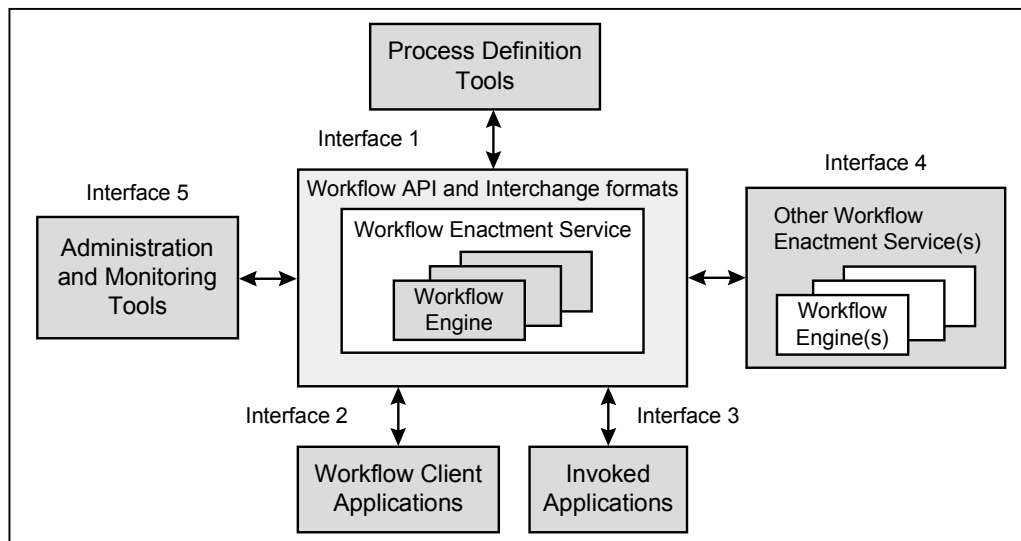 Process Definition
Tools
Interface 1
Interface 4
Workflow API and Interchange formats
Interface 5
Other Workflow
Enactment Service(s)
Workflow Enactment Service
Administration
and Monitoring
Tools
Workflow
Engine
Workflow
Engine(s)
Interface 2
Interface 3
Workflow Client
Applications
Invoked
Applications